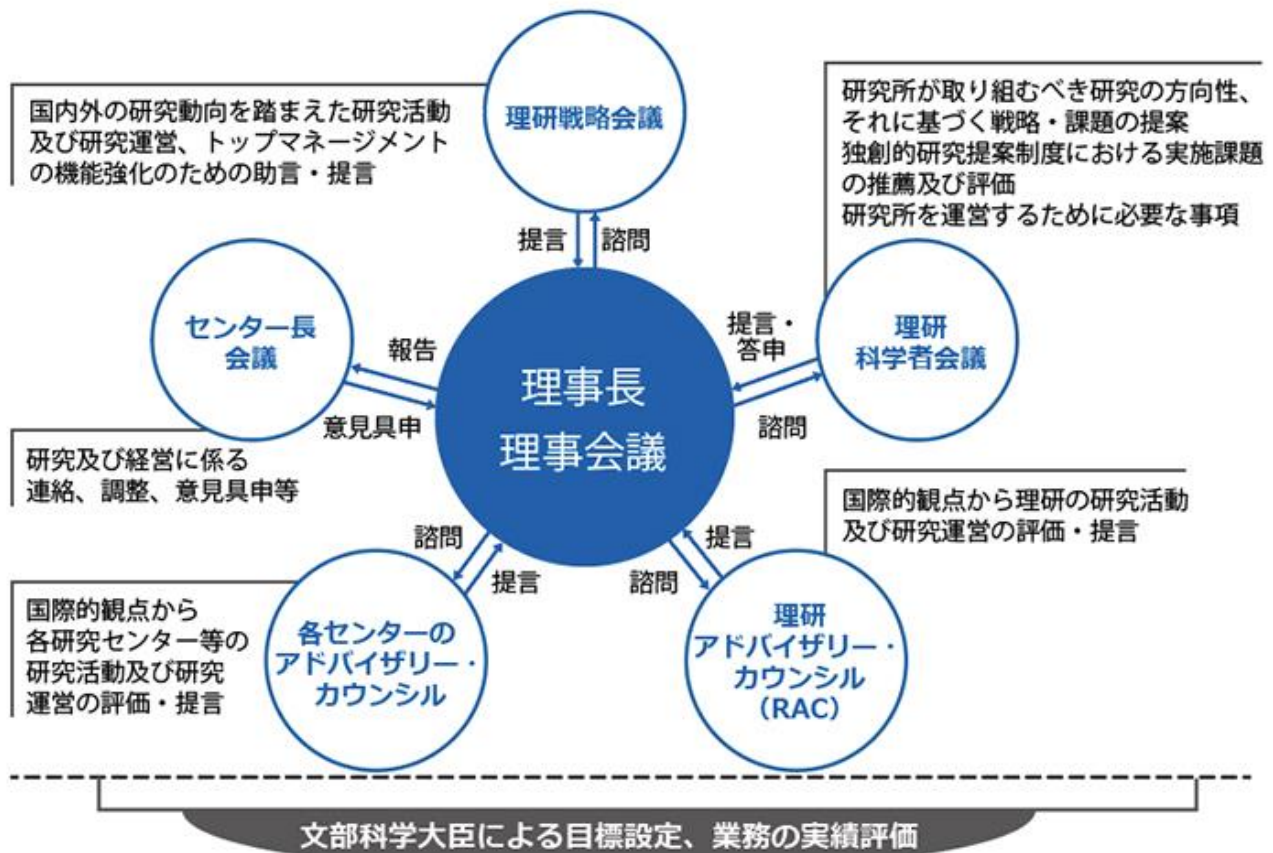 理研戦略会議
国内外の研究動向を踏まえた研究活動
及び研究運営、トップマネージメント
の機能強化のための助言・提言
研究所が取り組むべき研究の方向性、
それに基づく戦略・課題の提案
独創的研究提案制度における実施課題
の推薦及び評価
研究所を運営するために必要な事項
提言
諮問
センター長
会議
報告
意見具申
理事長
理事会議
提言・
答申
諮問
理研
科学者会議
研究及び経営に係る
連絡、調整、意見具申等
国際的観点から理研の研究活動
及び研究運営の評価・提言
諮問
提言
提言
諮問
国際的観点から
各研究センター等の
研究活動及び研究
運営の評価・提言
各センターの
アドバイザリー・
カウンシル
理研
アドバイザリー・
カウンシル
（RAC）
文部科学大臣による目標設定、業務の実績評価